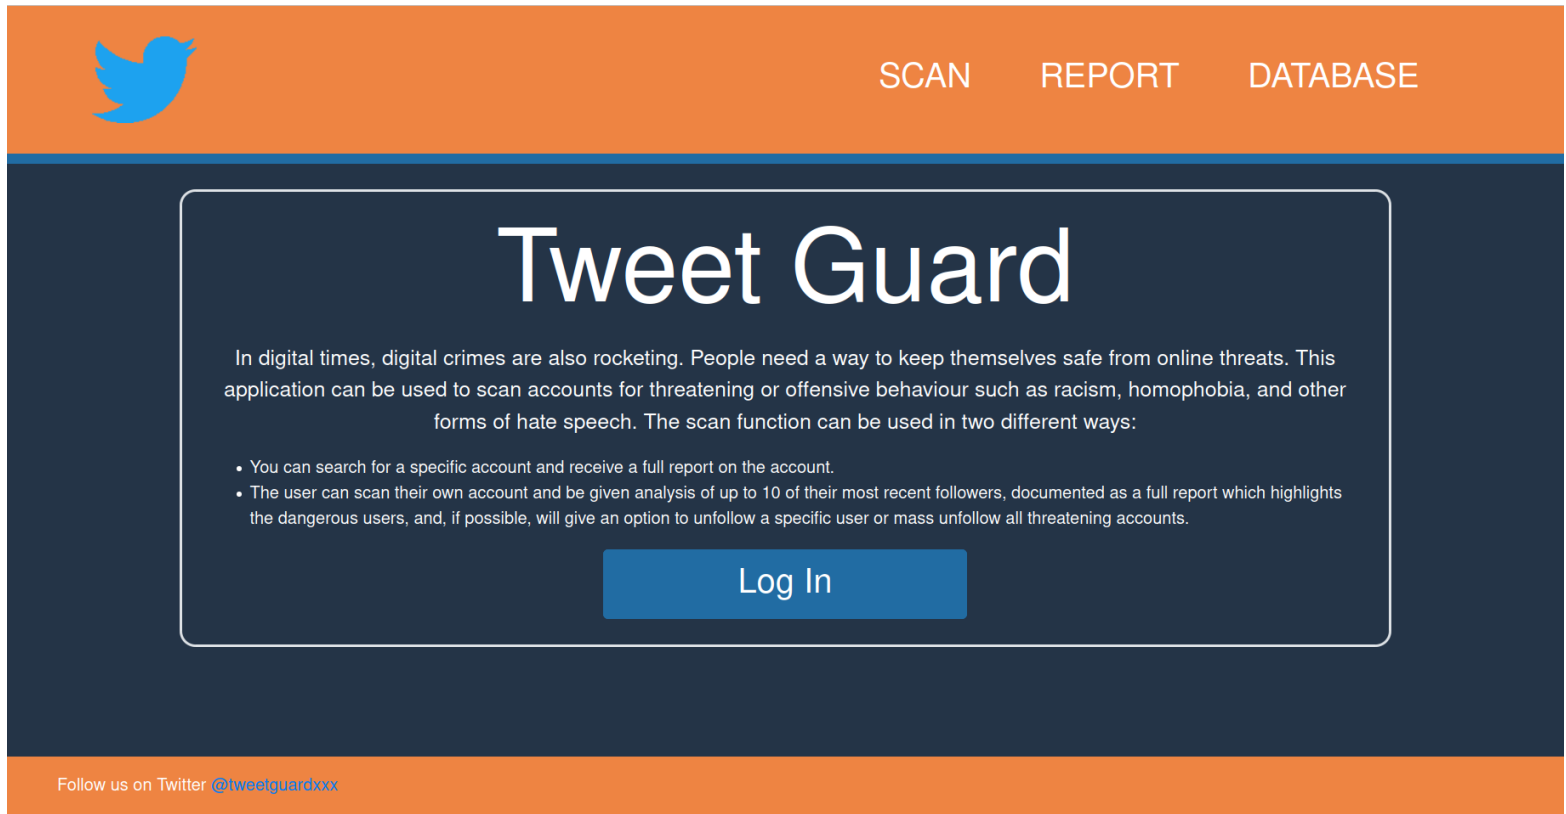 SCAN REPORT DATABASE
Tweet Guard
In digital times, digital crimes are also rocketing. People need a way to keep themselves safe from online threats. This
application can be used to scan accounts for threatening or offensive behaviour such as racism, homophobia, and other
forms of hate speech. The scan function can be used in two different ways:
• You can search for a specific account and receive a full report on the account.
• The user can scan their own account and be given analysis of up to 10 of their most recent followers, documented as a full report which highlights
the dangerous users, and, if possible, will give an option to unfollow a specific user or mass unfollow all threatening accounts.
Log In
Follow us on Twitter @tweetguardxxx